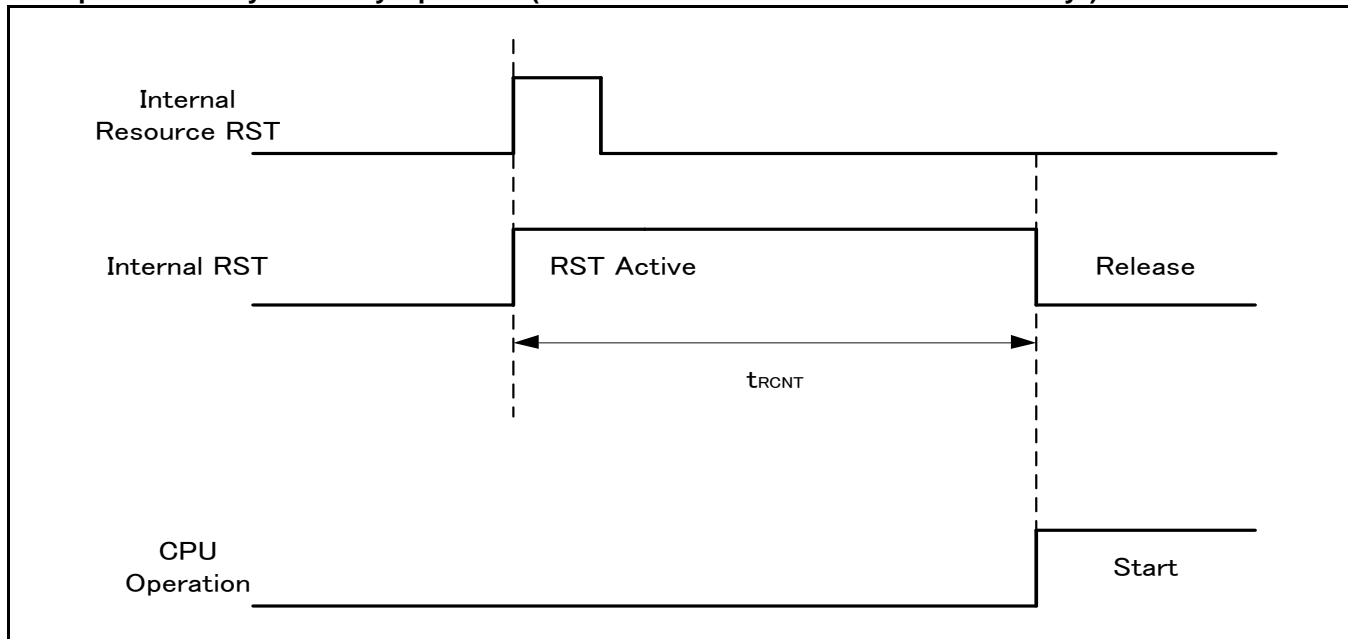 Internal
Resource RST
Internal RST
RST Active
Release
tRCNT
CPU
Operation
Start